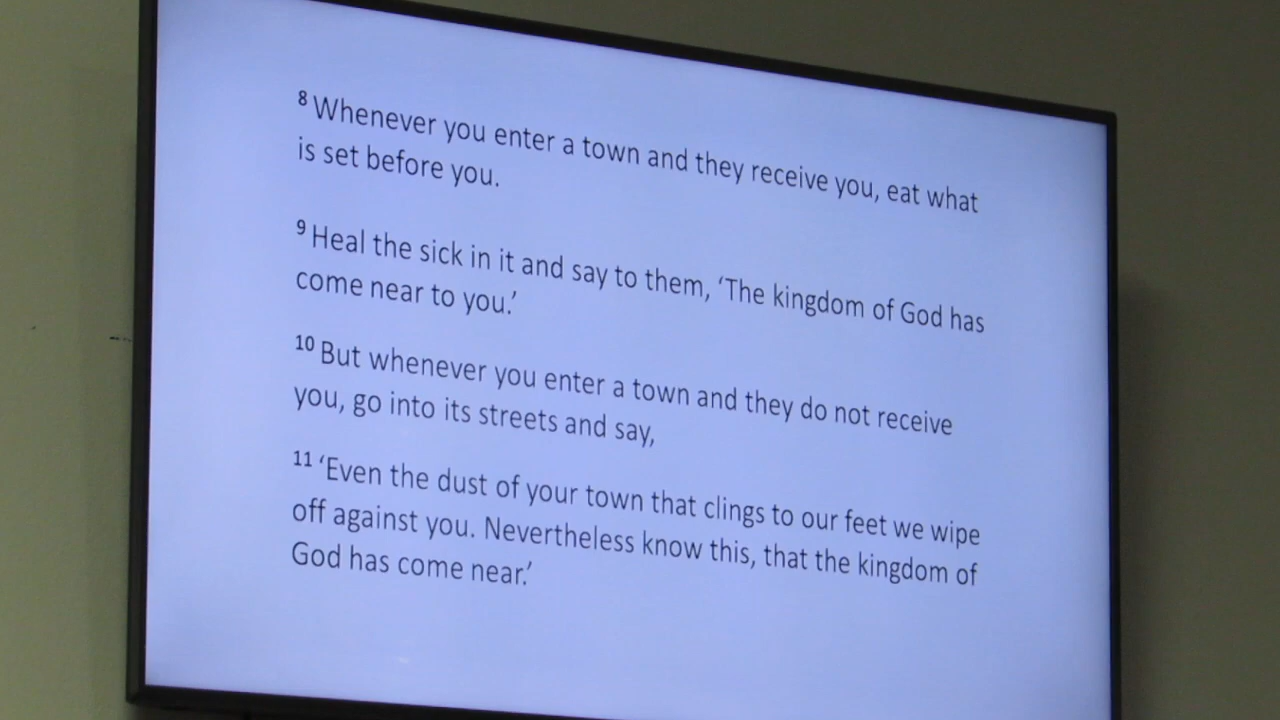 8 Whenever you enter a town and they receive you, eat what
is set before you.
9 Heal the sick in it and say to them, ‘The kingdom of God has
come near to you.’
10 But whenever you enter a town and they do not receive
you, go into its streets and say,
11 ‘Even the dust of your town that clings to our feet we wipe
off against you. Nevertheless know this, that the kingdom of
God has come near.’